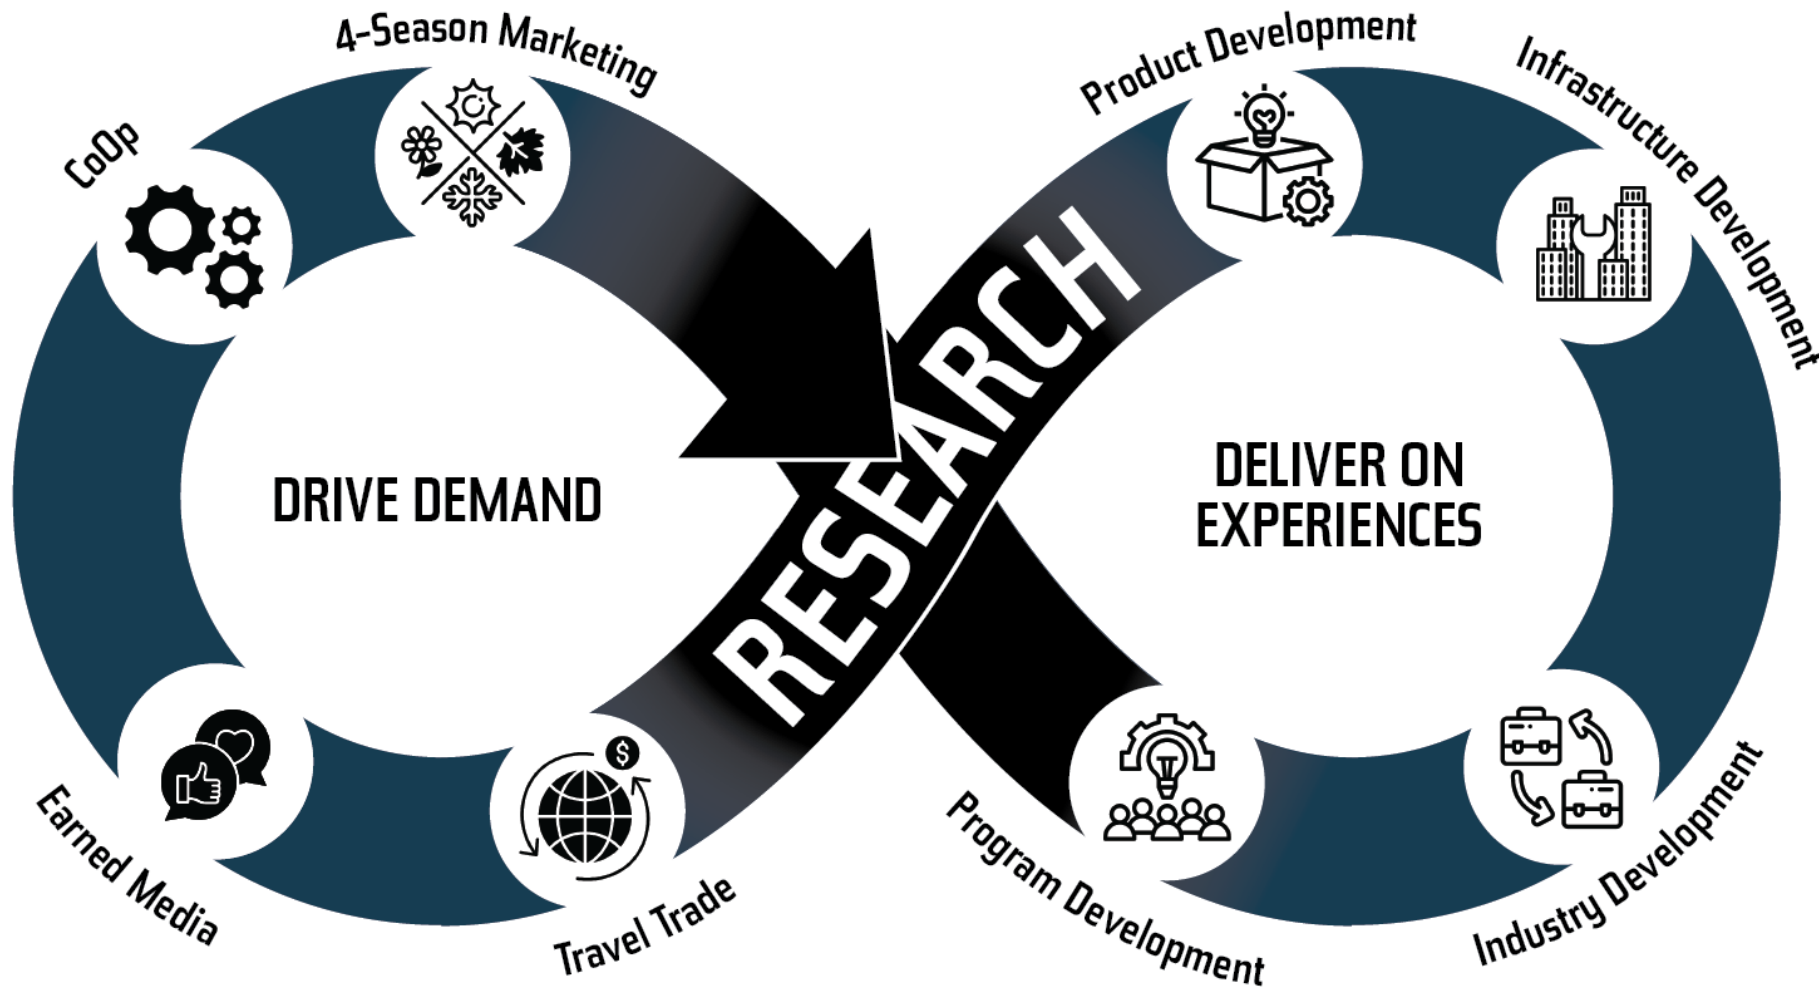 4-Season Marketing
CoOp
DRIVE DEMAND
Earned Media
Travel Trade
$
RESEARCH
Product Development
Infrastructure Development
DELIVER ON
EXPERIENCES
Industry Development
Program Development